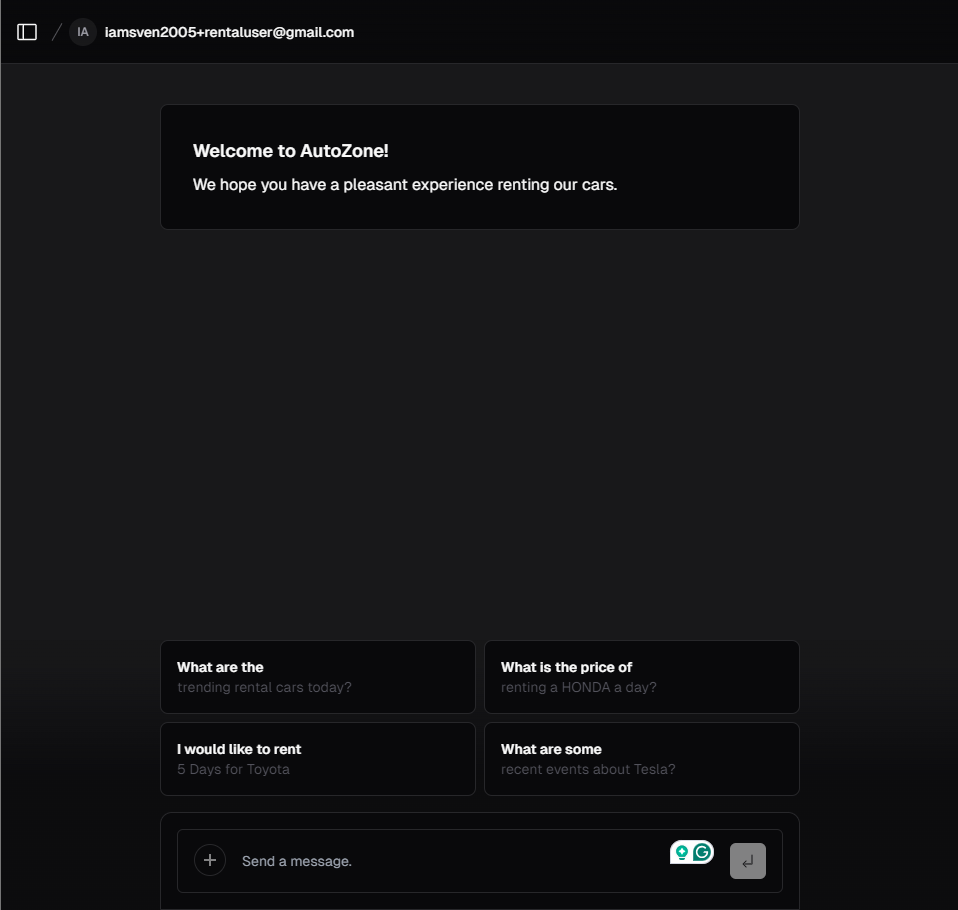 IA iamsven2005+rentaluser@gmail.com
Welcome to AutoZone!
We hope you have a pleasant experience renting our cars.
What are the
trending rental cars today?
What is the price of
renting a HONDA a day?
I would like to rent
5 Days for Toyota
What are some
recent events about Tesla?
Send a message.